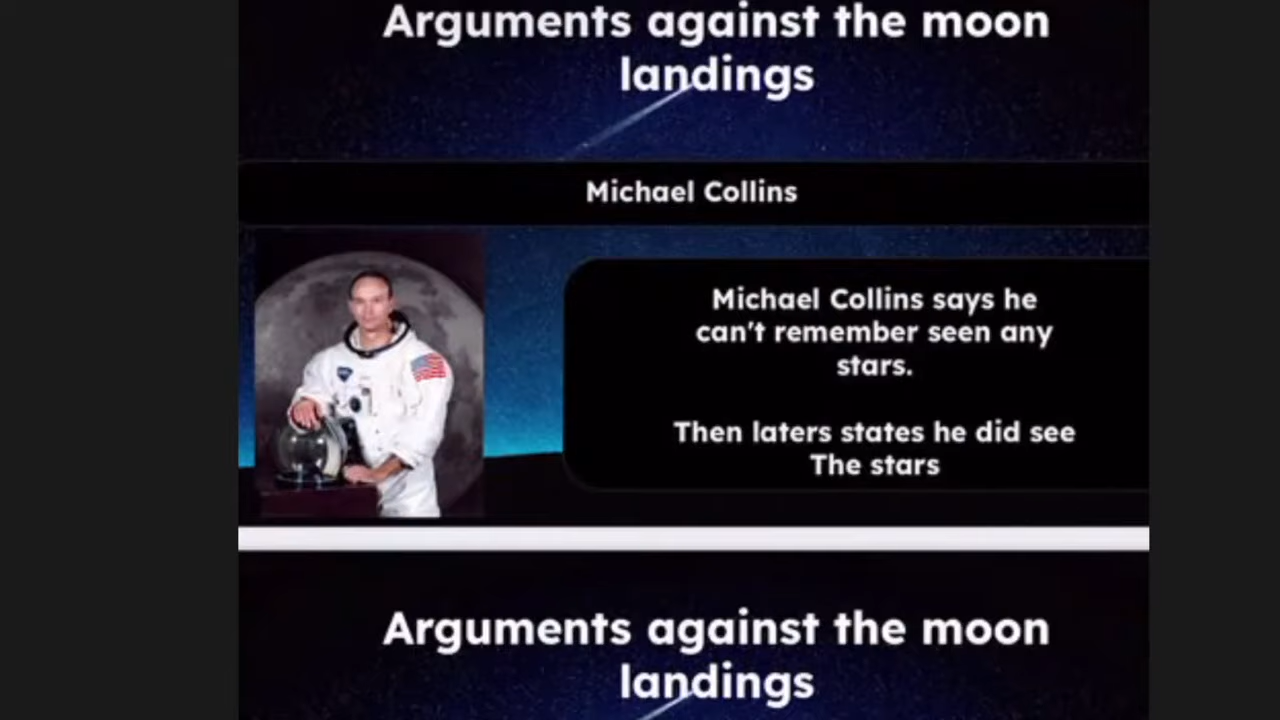 Arguments against the moon
landings
Michael Collins
Michael Collins says he
can't remember seen any
stars.
Then laters states he did see
The stars
Arguments against the moon
landings